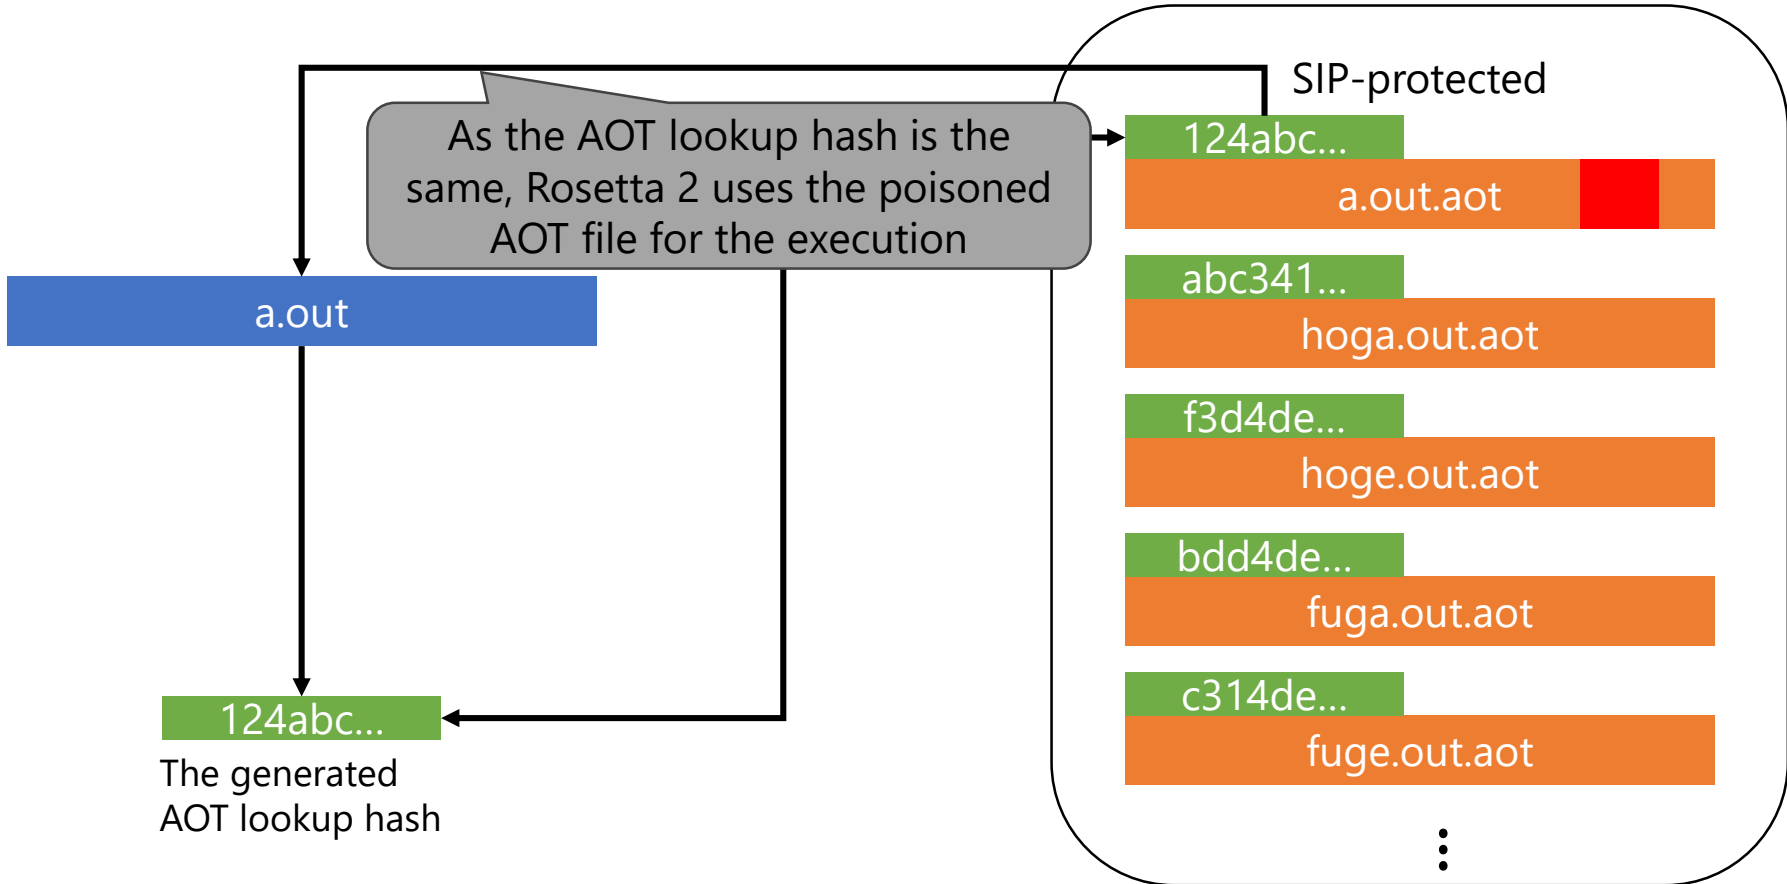 SIP-protected
As the AOT lookup hash is the
same, Rosetta 2 uses the poisoned
AOT file for the execution
124abc...
a.out.aot
abc341...
hoga.out.aot
a.out
f3d4de...
hoge.out.aot
bdd4de...
fuga.out.aot
c314de...
fuge.out.aot
124abc...
The generated
AOT lookup hash